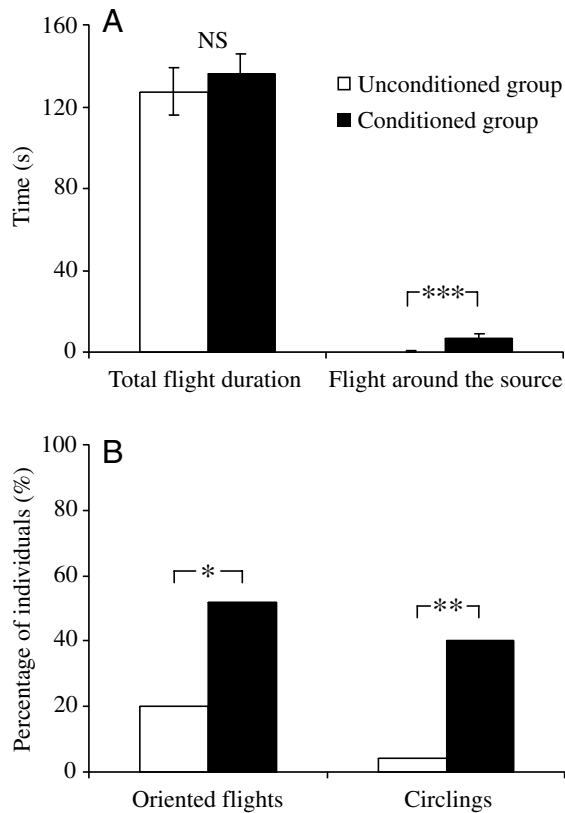 A
NS
160
120
80
40
0
Time (s)
Unconditioned group
Conditioned group
***
Total flight duration
Flight around the source
B
100
80
60
40
20
0
Percentage of individuals (%)
*
**
Oriented flights
Circlings